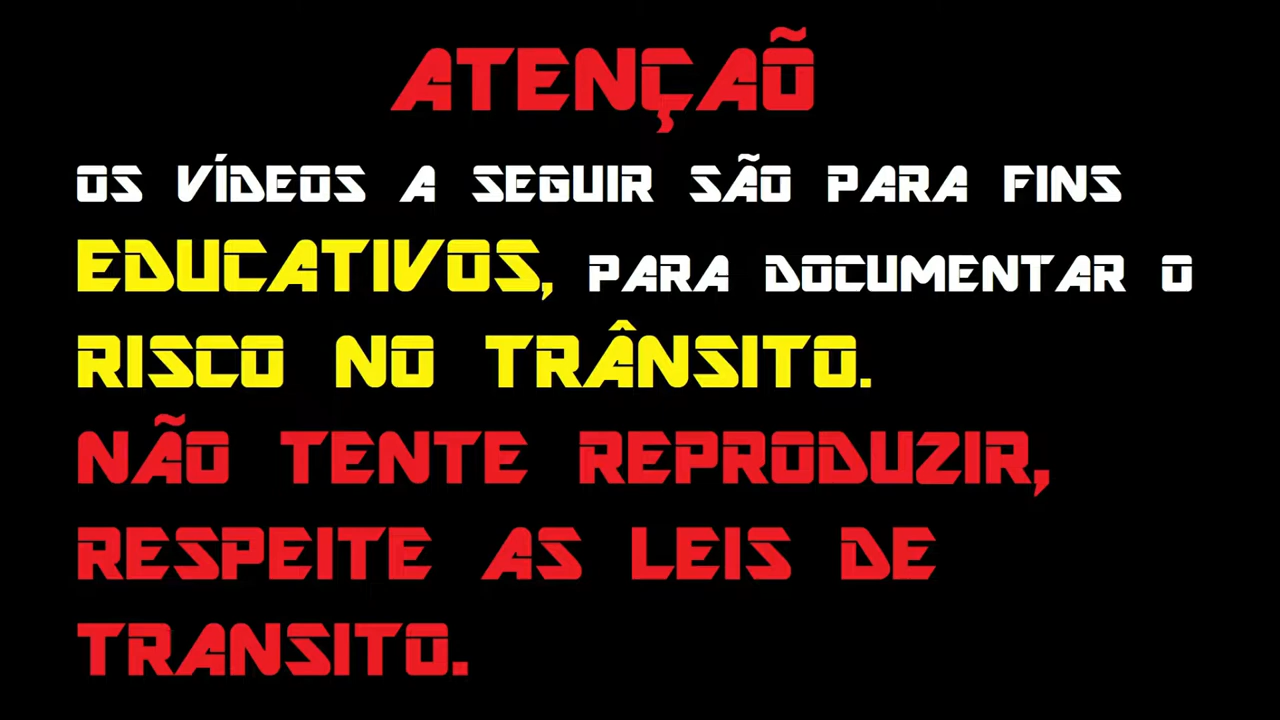 ATENÇAÕ
OS VÍDEOS A SEGUIR SÃO PARA FINS
EDUCATIVOS, PARA DOCUMENTAR O
RISCO NO TRÂNSITO.
NÃO TENTE REPRODUZIR,
RESPEITE AS LEIS DE
TRANSITO.